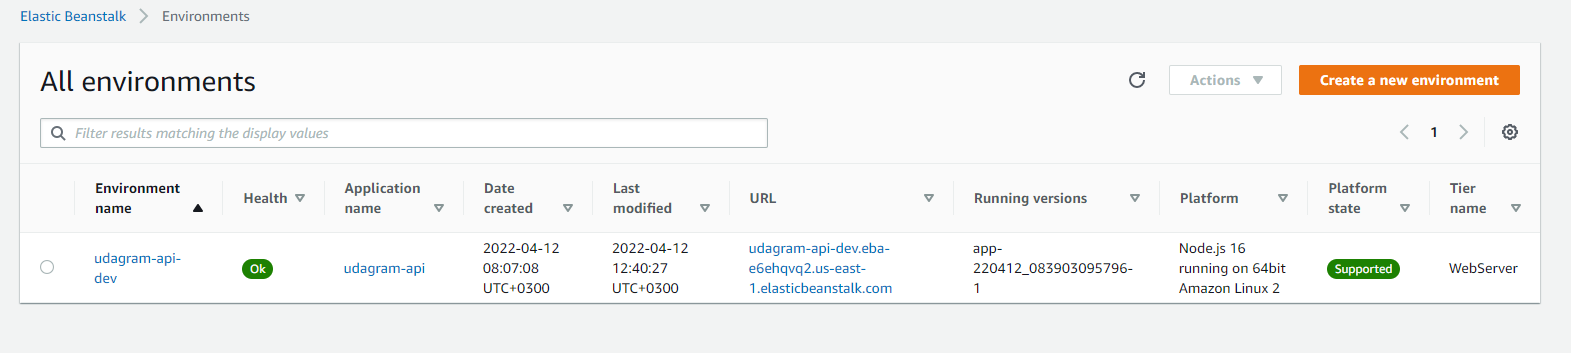 Elastic Beanstalk > Environments
All environments
Actions
Create a new environment
Filter results matching the display values
1
Environment name
Health
Application name
Date created
Last modified
URL
Running versions
Platform
Platform state
Tier name
udagram-api-
dev
Ok
udagram-api
2022-04-12
08:07:08
UTC+0300
2022-04-12
12:40:27
UTC+0300
udagram-api-dev.eba-
e6ehqvq2.us-east-
1.elasticbeanstalk.com
app-
220412_083903095796-
1
Node.js 16
running on 64bit
Amazon Linux 2
Supported
WebServer